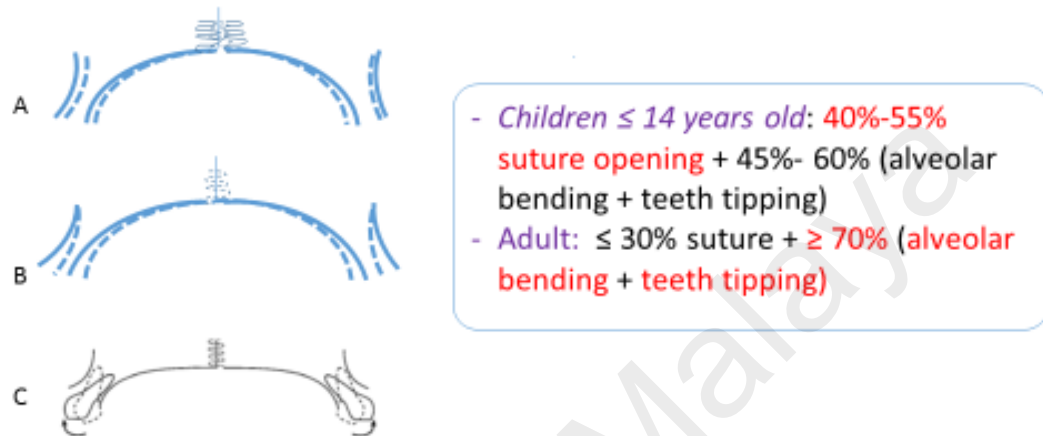 A
B
C
- Children ≤ 14 years old: 40%-55%
suture opening + 45%- 60% (alveolar
bending + teeth tipping)
- Adult: ≤ 30% suture + ≥ 70% (alveolar
bending + teeth tipping)
Malaya